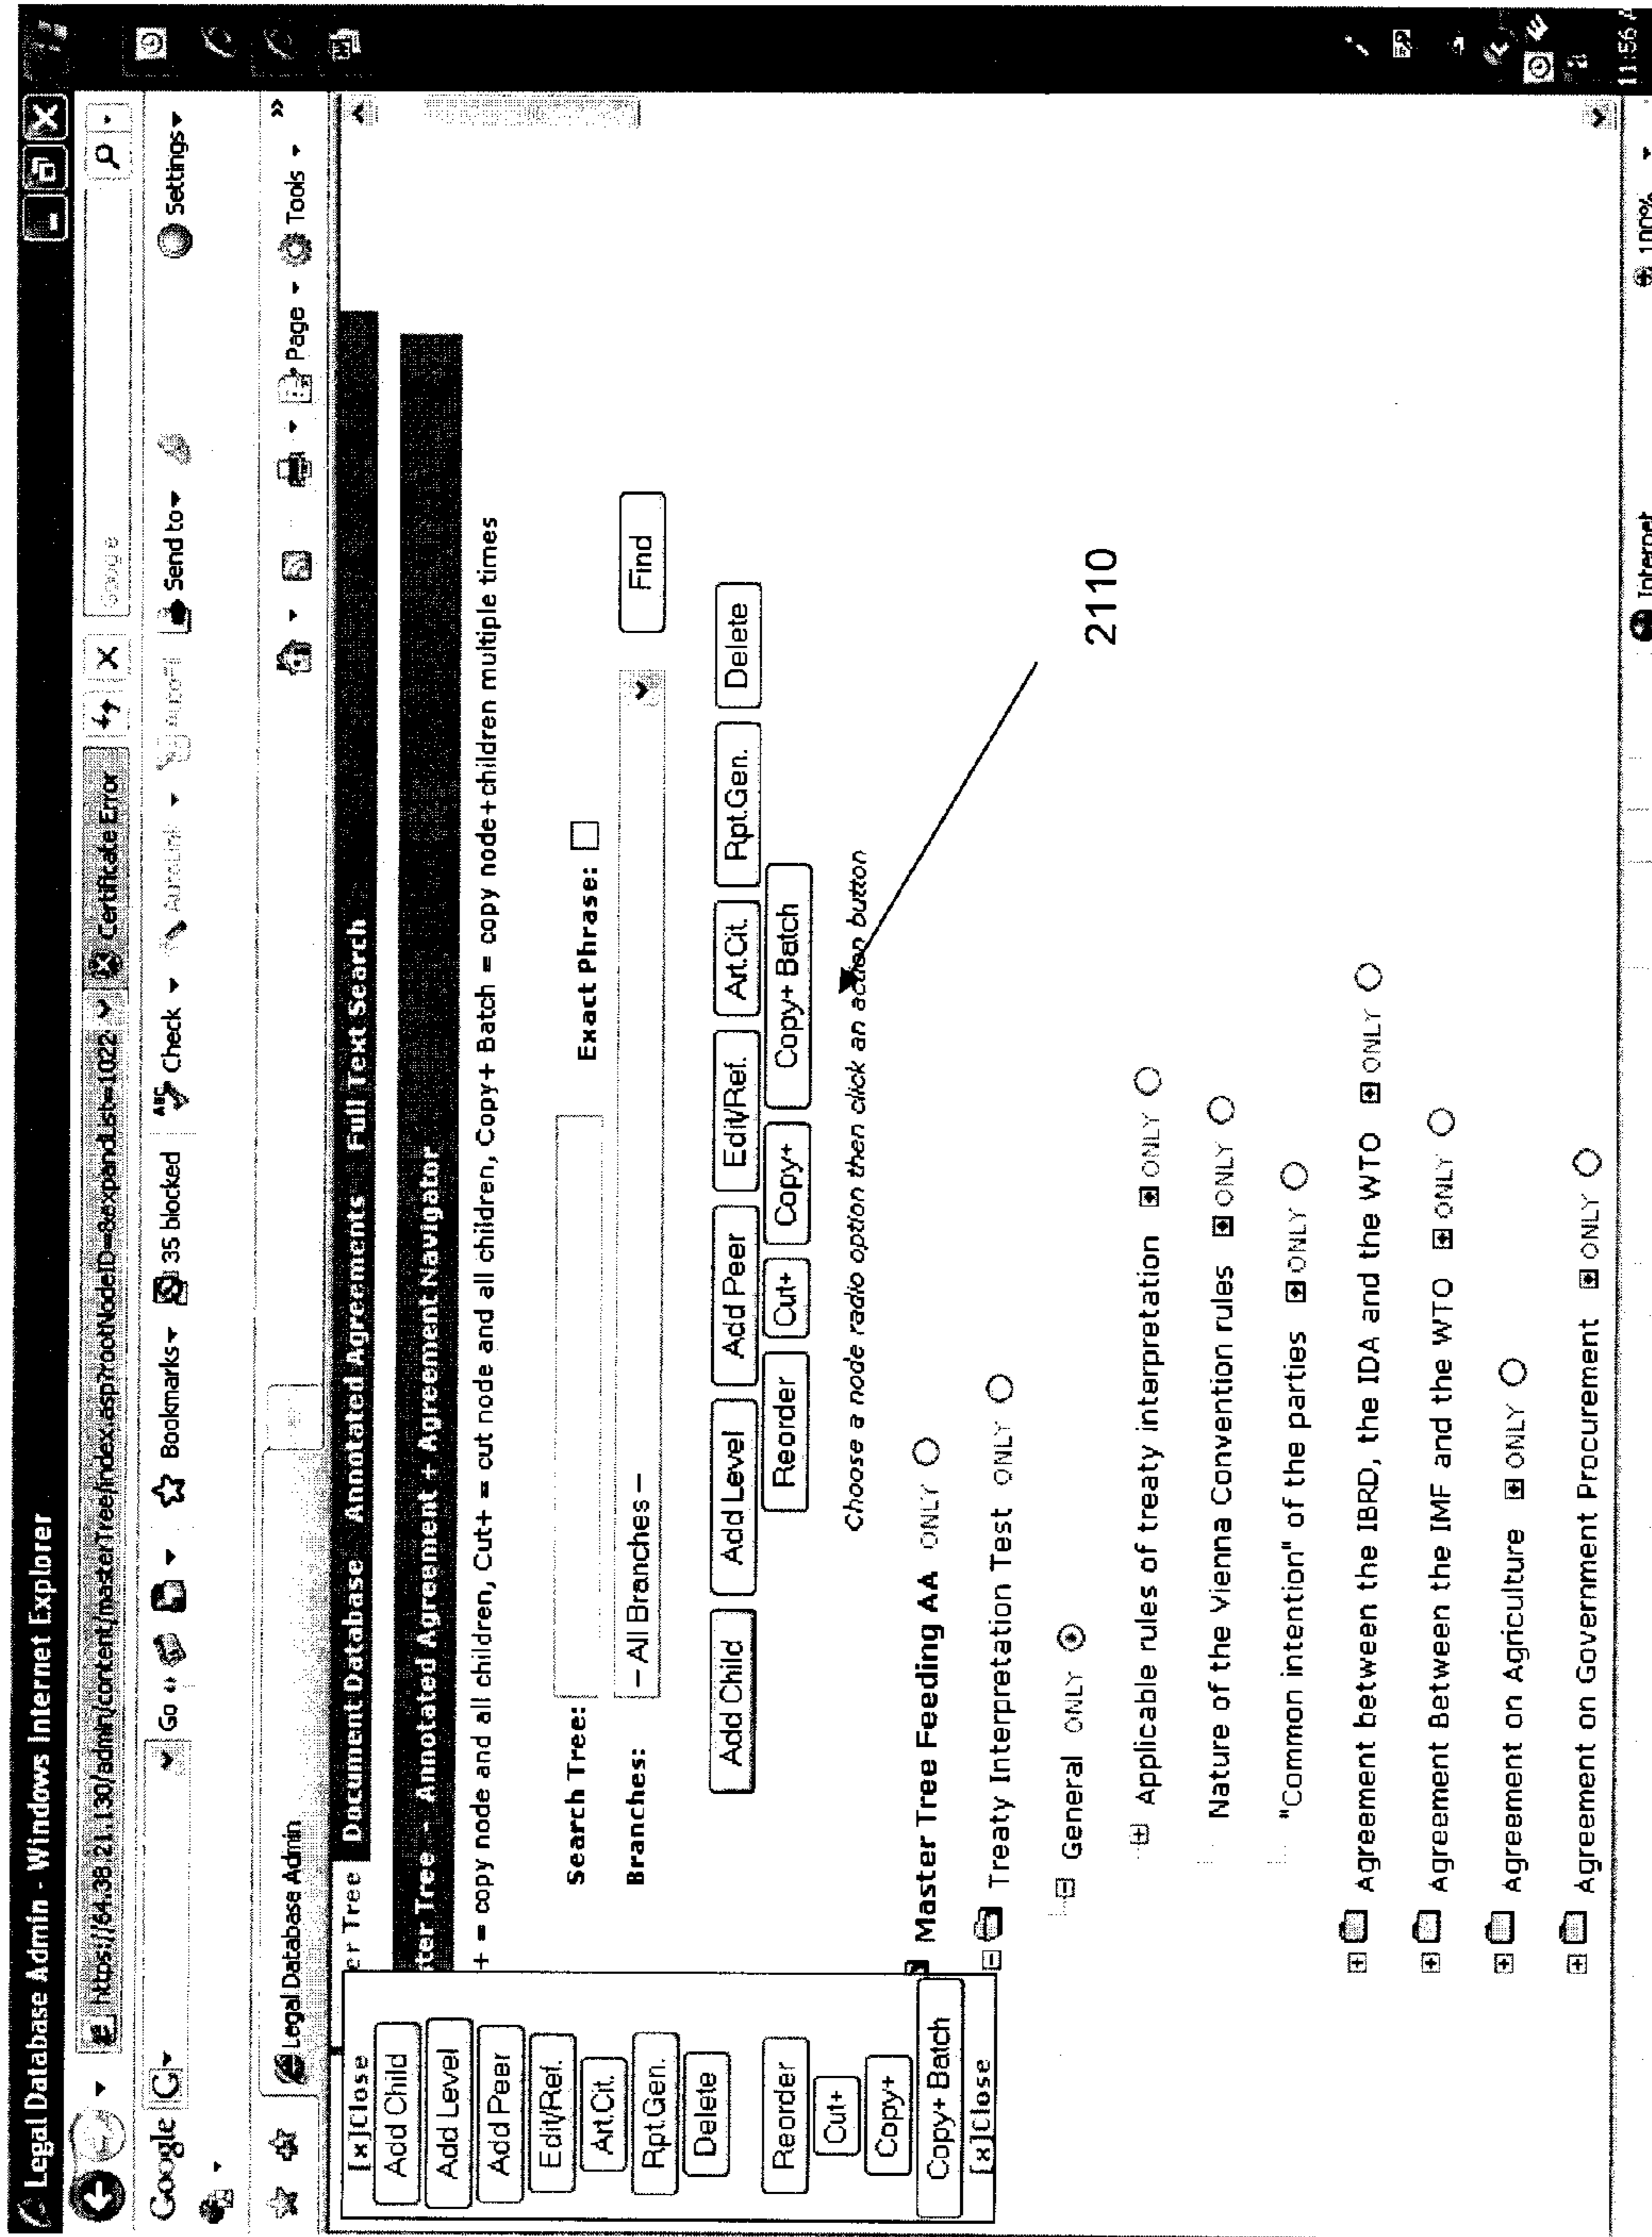 Legal Database Admin - Windows Internet Explorer
https://64.38.21.130/admin/content/masterTree/index.asp?rootNodeID=&expandList=1022 Certificate Error
Google G Go Bookmarks 35 blocked Check AutoLink AutoFill Send to Settings
Legal Database Admin Page Tools »
[x]Close
Add Child
Add Level
Add Peer
Edit/Ref.
Art.Cit.
Rpt.Gen.
Delete
Reorder
Cut+
Copy+
Copy+ Batch
[x]Close
er Tree Document Database Annotated Agreements Full Text Search
ter Tree - Annotated Agreement + Agreement Navigator
+ = copy node and all children, Cut+ = cut node and all children, Copy+ Batch = copy node+children multiple times
Search Tree: Exact Phrase:
Branches: -- All Branches -- Find
Add Child Add Level Add Peer Edit/Ref. Art.Cit. Rpt.Gen. Delete
Reorder Cut+ Copy+ Copy+ Batch
Choose a node radio option then click an action button
2110
Master Tree Feeding AA ONLY
Treaty Interpretation Test ONLY
General ONLY
Applicable rules of treaty interpretation ONLY
Nature of the Vienna Convention rules ONLY
"Common intention" of the parties ONLY
Agreement between the IBRD, the IDA and the WTO ONLY
Agreement Between the IMF and the WTO ONLY
Agreement on Agriculture ONLY
Agreement on Government Procurement ONLY
Internet 100%
11:56